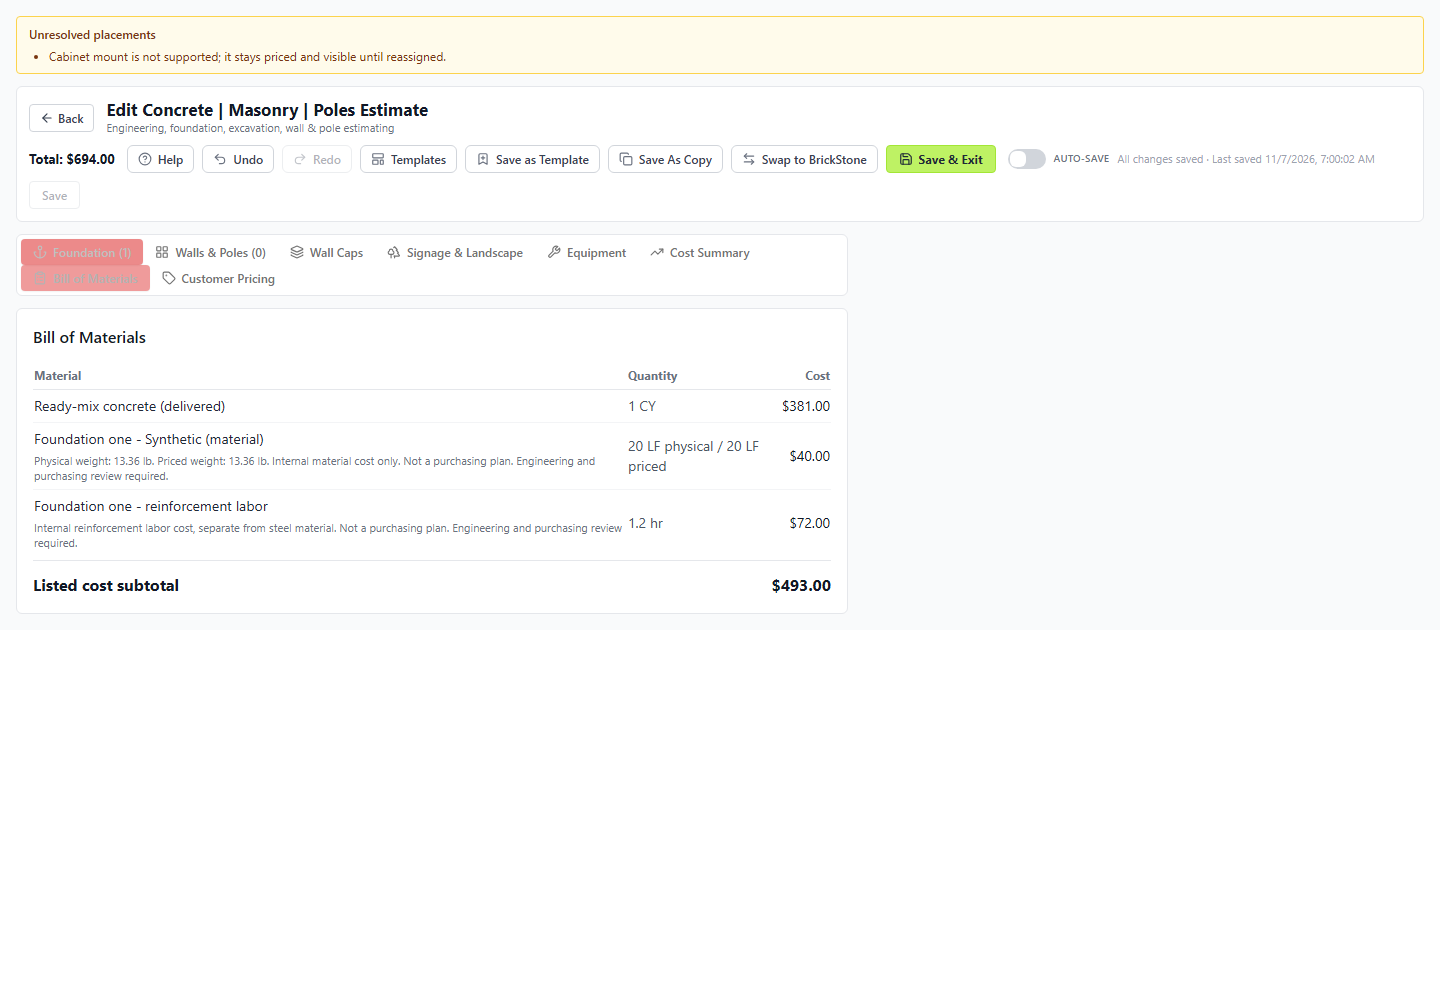 Unresolved placements
• Cabinet mount is not supported; it stays priced and visible until reassigned.
Back
Edit Concrete | Masonry | Poles Estimate
Engineering, foundation, excavation, wall & pole estimating
Total: $694.00
Help
Undo
Redo
Templates
Save as Template
Save As Copy
Swap to BrickStone
Save & Exit
AUTO-SAVE
All changes saved · Last saved 11/7/2026, 7:00:02 AM
Save
Foundation (1)
Walls & Poles (0)
Wall Caps
Signage & Landscape
Equipment
Cost Summary
Bill of Materials
Customer Pricing
Bill of Materials
Material Quantity Cost
Ready-mix concrete (delivered) 1 CY $381.00
Foundation one - Synthetic (material)
Physical weight: 13.36 lb. Priced weight: 13.36 lb. Internal material cost only. Not a purchasing plan. Engineering and
purchasing review required.
20 LF physical / 20 LF
priced
$40.00
Foundation one - reinforcement labor
Internal reinforcement labor cost, separate from steel material. Not a purchasing plan. Engineering and purchasing review
required.
1.2 hr
$72.00
Listed cost subtotal $493.00